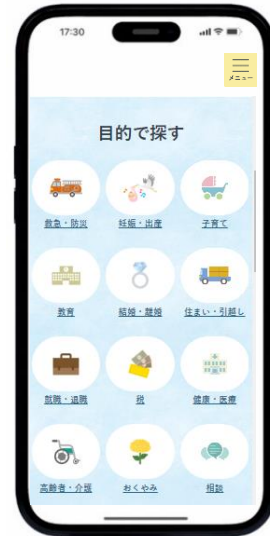 17:30
メニュー
目的で探す
救急・防災 妊娠・出産 子育て
教育 結婚・離婚 住まい・引越し
就職・退職 税 健康・医療
高齢者・介護 おくやみ 相談